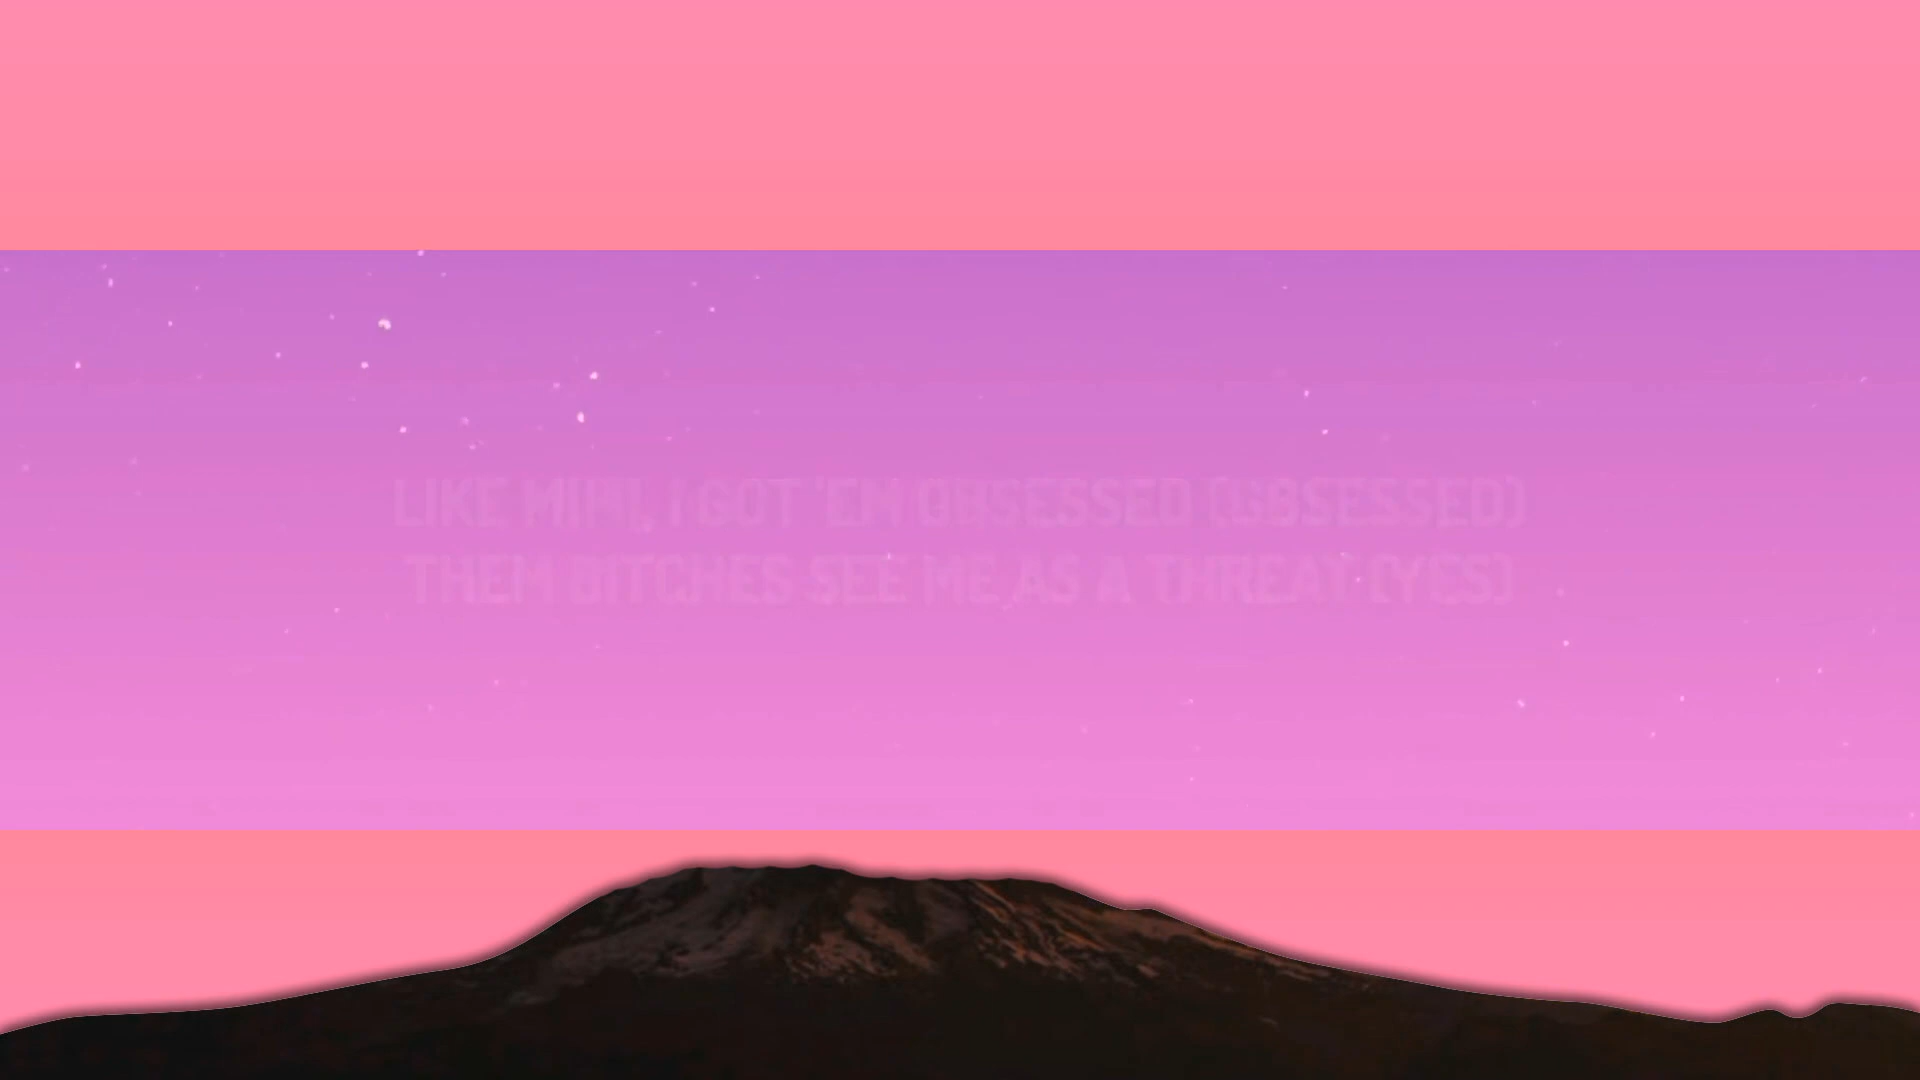 LIKE MIMI, I GOT 'EM OBSESSED (OBSESSED)
THEM BITCHES SEE ME AS A THREAT (YES)